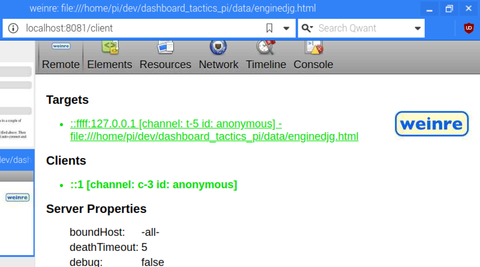 weinre: file:///home/pi/dev/dashboard_tactics_pi/data/enginedjg.html
localhost:8081/client
Search Qwant
weinre
Remote Elements Resources Network Timeline Console
Targets
::ffff:127.0.0.1 [channel: t-5 id: anonymous] -
file:///home/pi/dev/dashboard_tactics_pi/data/enginedjg.html
weinre
Clients
::1 [channel: c-3 id: anonymous]
Server Properties
boundHost: -all-
deathTimeout: 5
debug: false
/dev/dast
weinre